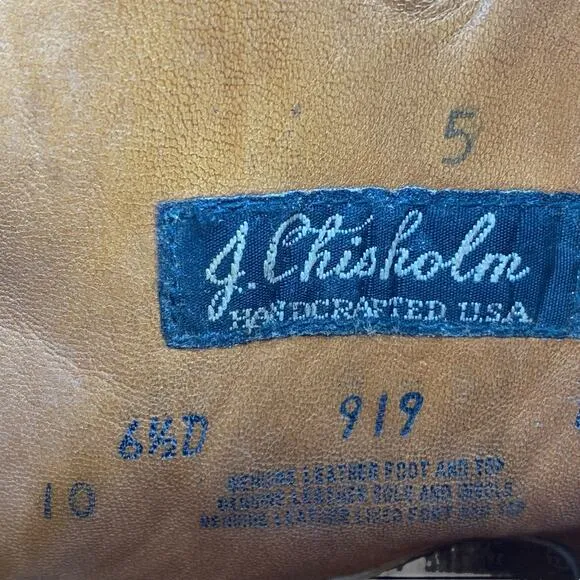 5
J. Chisholm
HANDCRAFTED U.S.A
6½D 919
10
GENUINE LEATHER FOOT AND TOP
GENUINE LEATHER SOLE AND INSOLE
GENUINE LEATHER LINED FOOT AND TOP